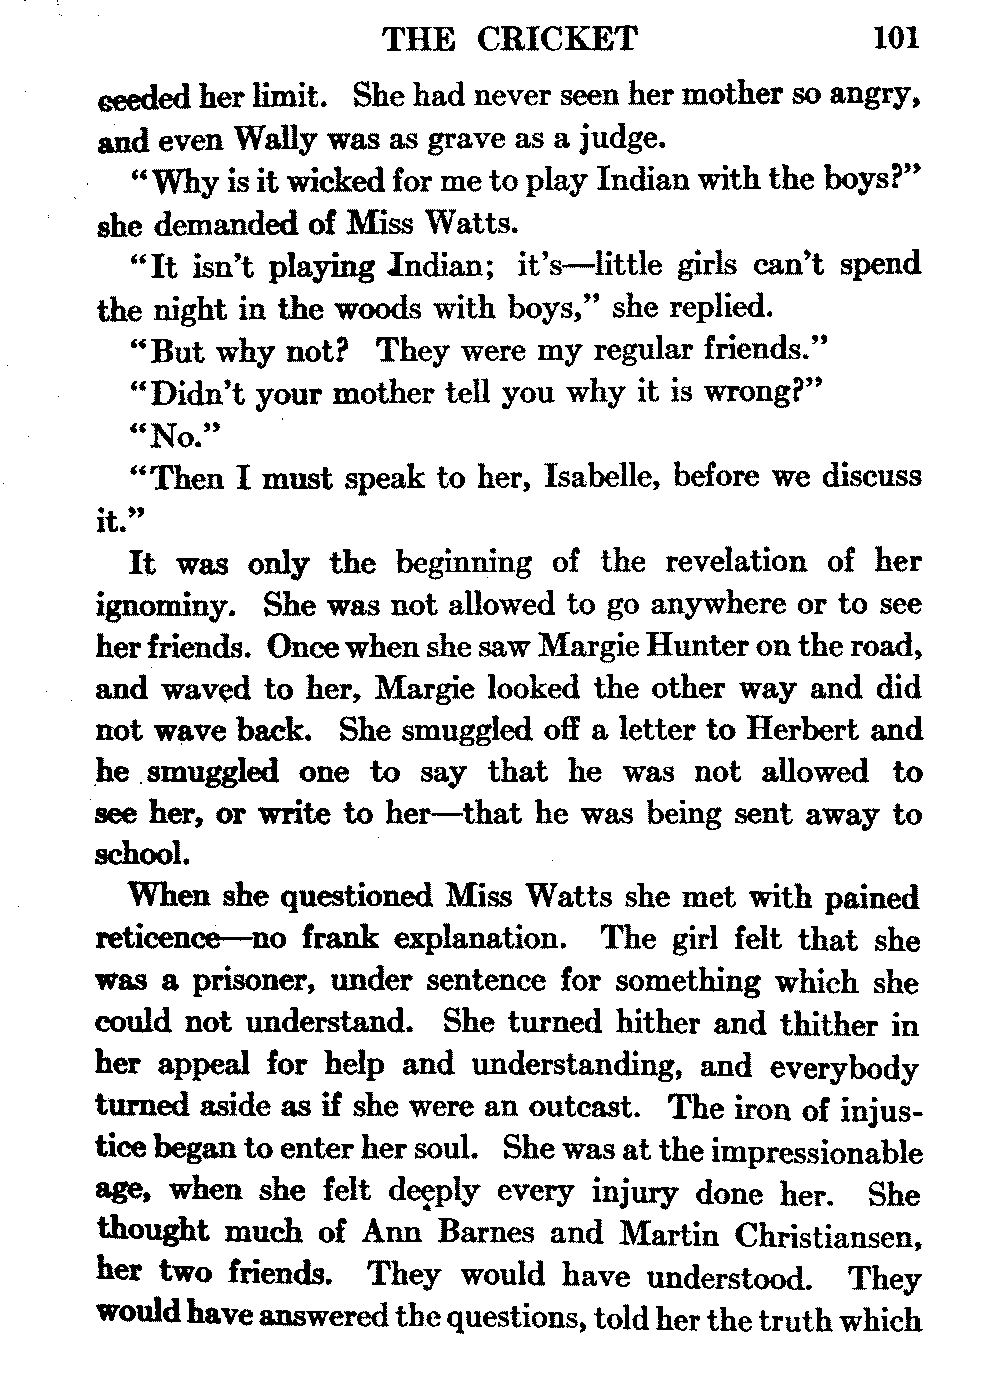 THE CRICKET 101
ceeded her limit. She had never seen her mother so angry,
and even Wally was as grave as a judge.
"Why is it wicked for me to play Indian with the boys?"
she demanded of Miss Watts.
"It isn't playing Indian; it's—little girls can't spend
the night in the woods with boys," she replied.
"But why not? They were my regular friends."
"Didn't your mother tell you why it is wrong?"
"No."
"Then I must speak to her, Isabelle, before we discuss
it."
It was only the beginning of the revelation of her
ignominy. She was not allowed to go anywhere or to see
her friends. Once when she saw Margie Hunter on the road,
and waved to her, Margie looked the other way and did
not wave back. She smuggled off a letter to Herbert and
he smuggled one to say that he was not allowed to
see her, or write to her—that he was being sent away to
school.
When she questioned Miss Watts she met with pained
reticence—no frank explanation. The girl felt that she
was a prisoner, under sentence for something which she
could not understand. She turned hither and thither in
her appeal for help and understanding, and everybody
turned aside as if she were an outcast. The iron of injus-
tice began to enter her soul. She was at the impressionable
age, when she felt deeply every injury done her. She
thought much of Ann Barnes and Martin Christiansen,
her two friends. They would have understood. They
would have answered the questions, told her the truth which